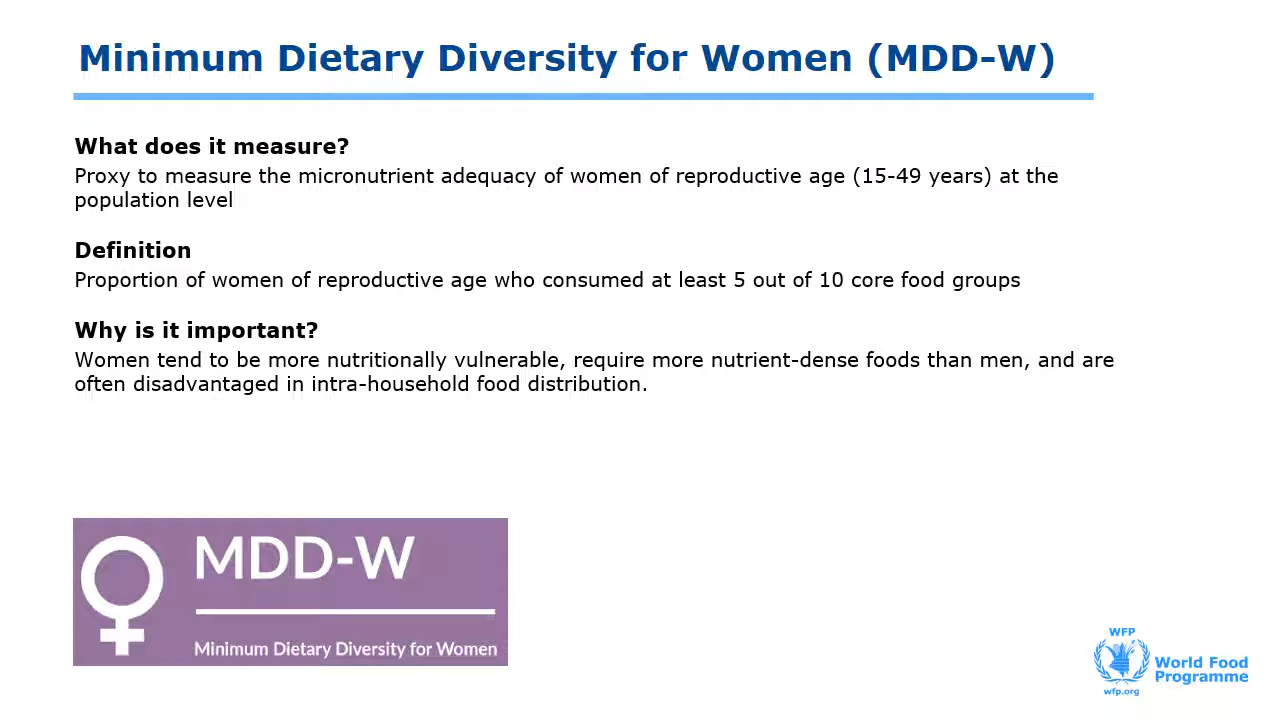 Minimum Dietary Diversity for Women (MDD-W)
What does it measure?
Proxy to measure the micronutrient adequacy of women of reproductive age (15-49 years) at the
population level
Definition
Proportion of women of reproductive age who consumed at least 5 out of 10 core food groups
Why is it important?
Women tend to be more nutritionally vulnerable, require more nutrient-dense foods than men, and are
often disadvantaged in intra-household food distribution.
MDD-W
Minimum Dietary Diversity for Women
WFP
wfp.org
World Food
Programme